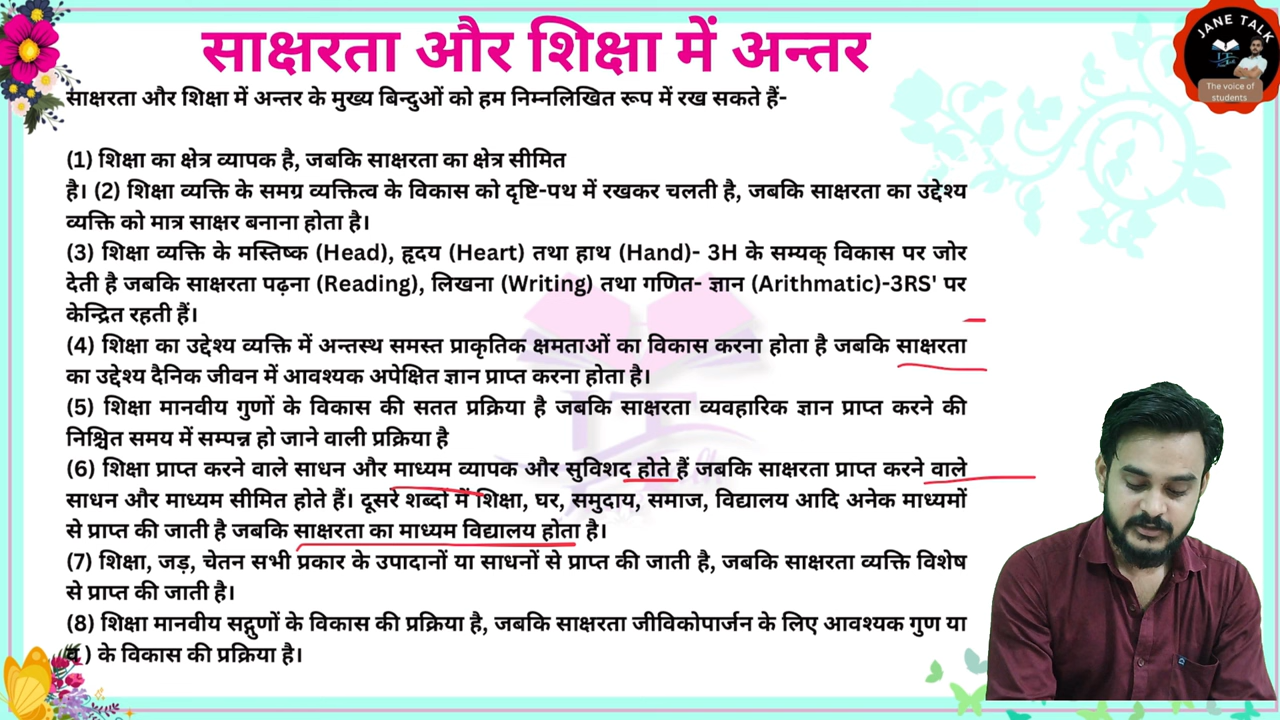 साक्षरता और शिक्षा में अन्तर
साक्षरता और शिक्षा में अन्तर के मुख्य बिन्दुओं को हम निम्नलिखित रूप में रख सकते हैं-
(1) शिक्षा का क्षेत्र व्यापक है, जबकि साक्षरता का क्षेत्र सीमित
है। (2) शिक्षा व्यक्ति के समग्र व्यक्तित्व के विकास को दृष्टि-पथ में रखकर चलती है, जबकि साक्षरता का उद्देश्य
व्यक्ति को मात्र साक्षर बनाना होता है।
(3) शिक्षा व्यक्ति के मस्तिष्क (Head), हृदय (Heart) तथा हाथ (Hand)- 3H के सम्यक् विकास पर जोर
देती है जबकि साक्षरता पढ़ना (Reading), लिखना (Writing) तथा गणित- ज्ञान (Arithmatic)-3RS' पर
केन्द्रित रहती हैं।
(4) शिक्षा का उद्देश्य व्यक्ति में अन्तस्थ समस्त प्राकृतिक क्षमताओं का विकास करना होता है जबकि साक्षरता
का उद्देश्य दैनिक जीवन में आवश्यक अपेक्षित ज्ञान प्राप्त करना होता है।
(5) शिक्षा मानवीय गुणों के विकास की सतत प्रक्रिया है जबकि साक्षरता व्यवहारिक ज्ञान प्राप्त करने की
निश्चित समय में सम्पन्न हो जाने वाली प्रक्रिया है
(6) शिक्षा प्राप्त करने वाले साधन और माध्यम व्यापक और सुविशद होते हैं जबकि साक्षरता प्राप्त करने वाले
साधन और माध्यम सीमित होते हैं। दूसरे शब्दों में शिक्षा, घर, समुदाय, समाज, विद्यालय आदि अनेक माध्यमों
से प्राप्त की जाती है जबकि साक्षरता का माध्यम विद्यालय होता है।
(7) शिक्षा, जड़, चेतन सभी प्रकार के उपादानों या साधनों से प्राप्त की जाती है, जबकि साक्षरता व्यक्ति विशेष
से प्राप्त की जाती है।
(8) शिक्षा मानवीय सद्गुणों के विकास की प्रक्रिया है, जबकि साक्षरता जीविकोपार्जन के लिए आवश्यक गुण या
) के विकास की प्रक्रिया है।
JANE TALK
The voice of
students